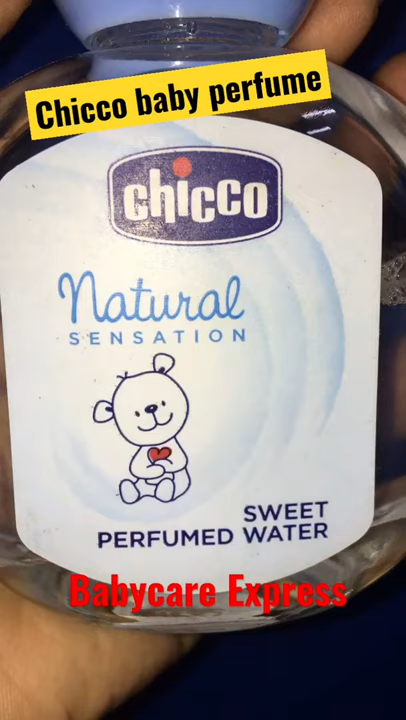 Chicco baby perfume
chicco
Natural
SENSATION
SWEET
PERFUMED WATER
Babycare Express